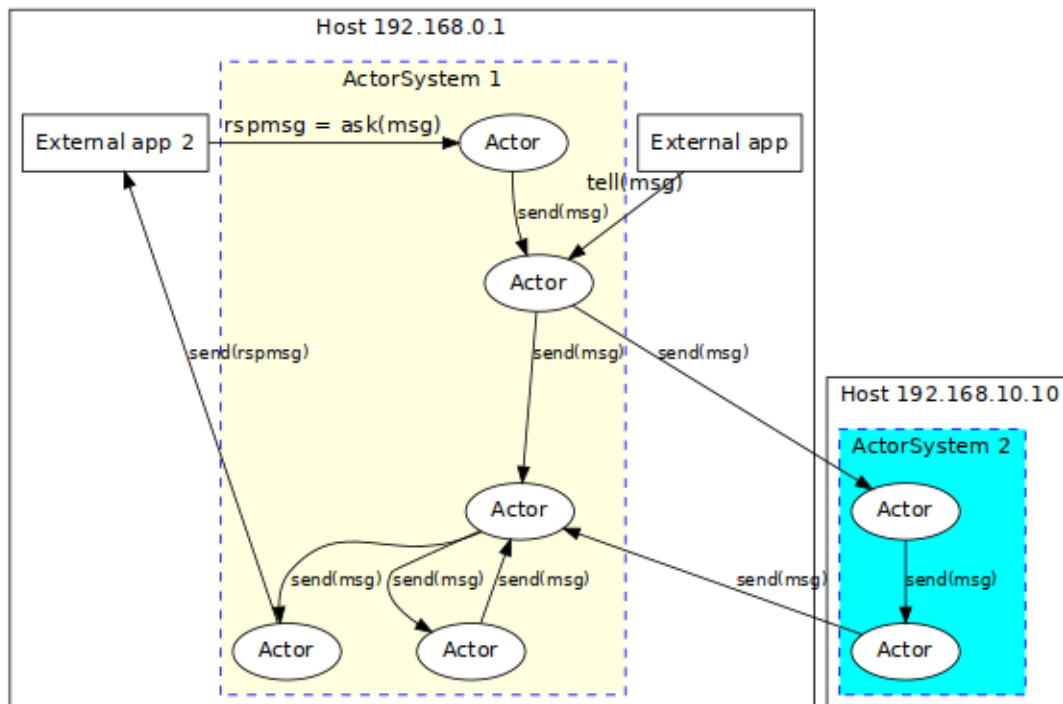 Host 192.168.0.1
ActorSystem 1
External app 2
rspmsg = ask(msg)
Actor
External app
tell(msg)
send(msg)
Actor
send(rspmsg)
send(msg)
send(msg)
Host 192.168.10.10
ActorSystem 2
Actor
Actor
send(msg)
send(msg)
send(msg)
send(msg)
send(msg)
Actor
Actor
Actor